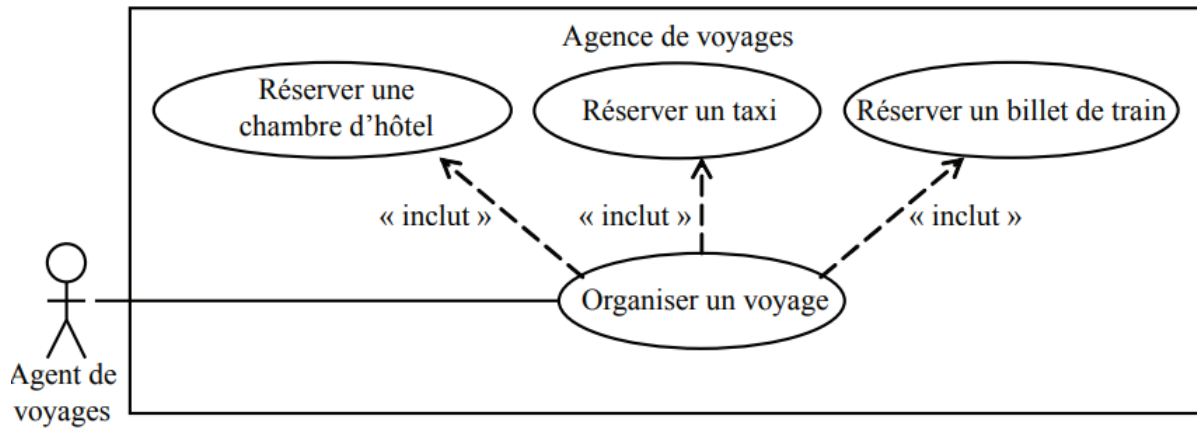 Agence de voyages
Réserver une
chambre d’hôtel
Réserver un taxi
Réserver un billet de train
« inclut »
« inclut »
« inclut »
Organiser un voyage
Agent de
voyages